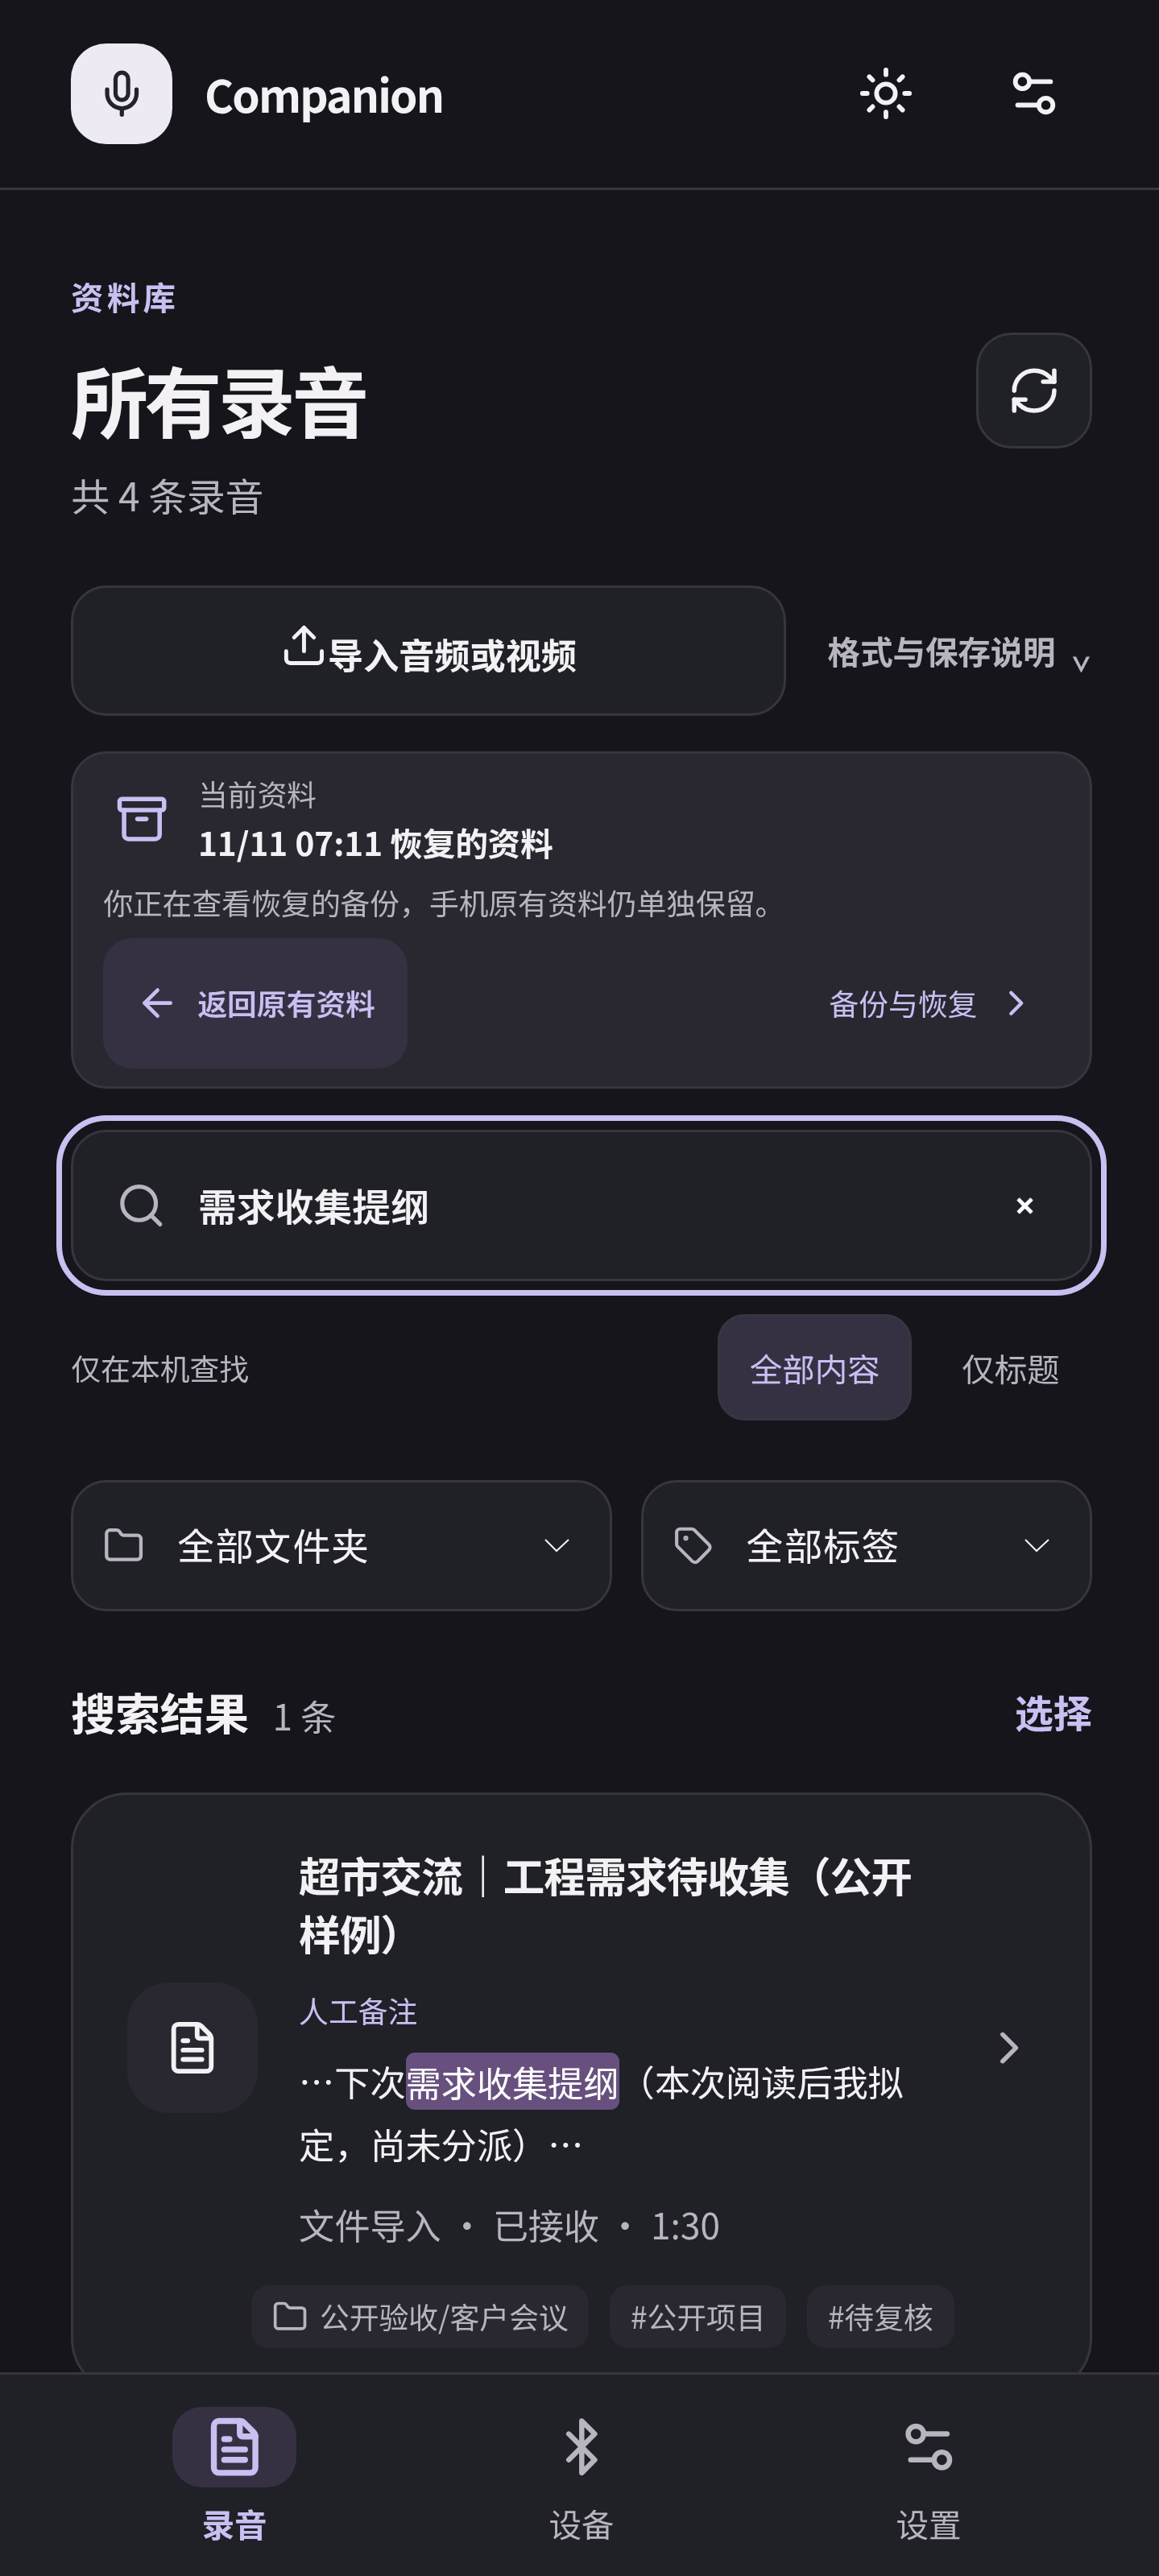 Companion
资料库
所有录音
共 4 条录音
导入音频或视频
格式与保存说明
当前资料
11/11 07:11 恢复的资料
你正在查看恢复的备份，手机原有资料仍单独保留。
返回原有资料
备份与恢复
需求收集提纲
仅在本机查找
全部内容
仅标题
全部文件夹
全部标签
搜索结果 1 条
选择
超市交流｜工程需求待收集（公开
样例）
人工备注
…下次需求收集提纲（本次阅读后我拟
定，尚未分派）…
文件导入 · 已接收 · 1:30
公开验收/客户会议 #公开项目 #待复核
录音
设备
设置